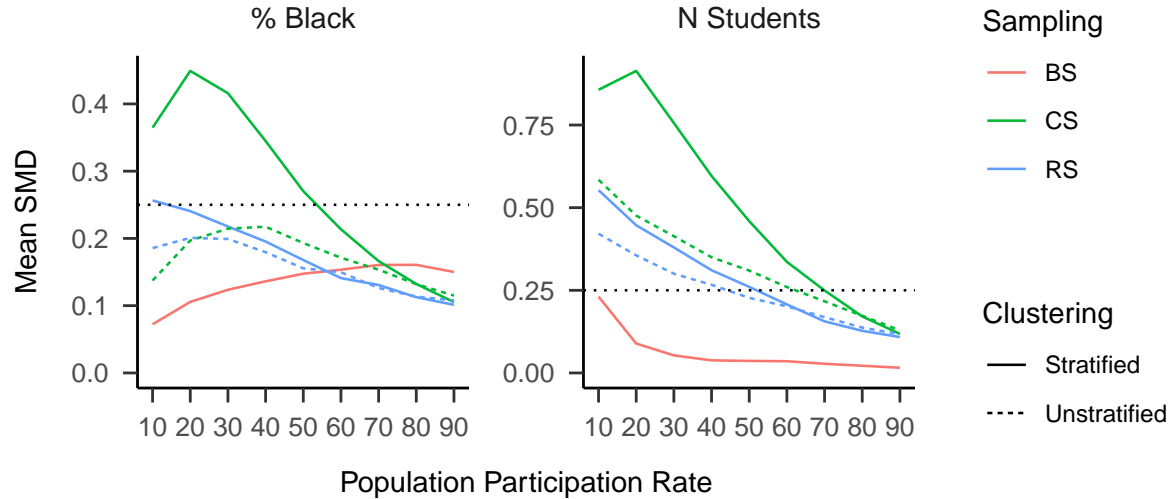 % Black
N Students
Mean SMD
0.4
0.3
0.2
0.1
0.0
10 20 30 40 50 60 70 80 90
0.75
0.50
0.25
0.00
10 20 30 40 50 60 70 80 90
Population Participation Rate
Sampling
BS
CS
RS
Clustering
Stratified
Unstratified